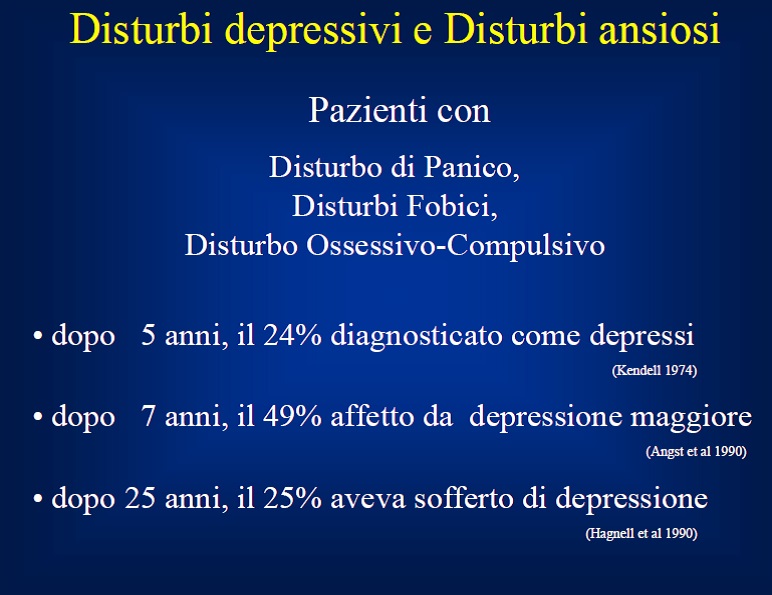 Disturbi depressivi e Disturbi ansiosi
Pazienti con
Disturbo di Panico,
Disturbi Fobici,
Disturbo Ossessivo-Compulsivo
• dopo 5 anni, il 24% diagnosticato come depressi
(Kendell 1974)
• dopo 7 anni, il 49% affetto da depressione maggiore
(Angst et al 1990)
• dopo 25 anni, il 25% aveva sofferto di depressione
(Hagnell et al 1990)